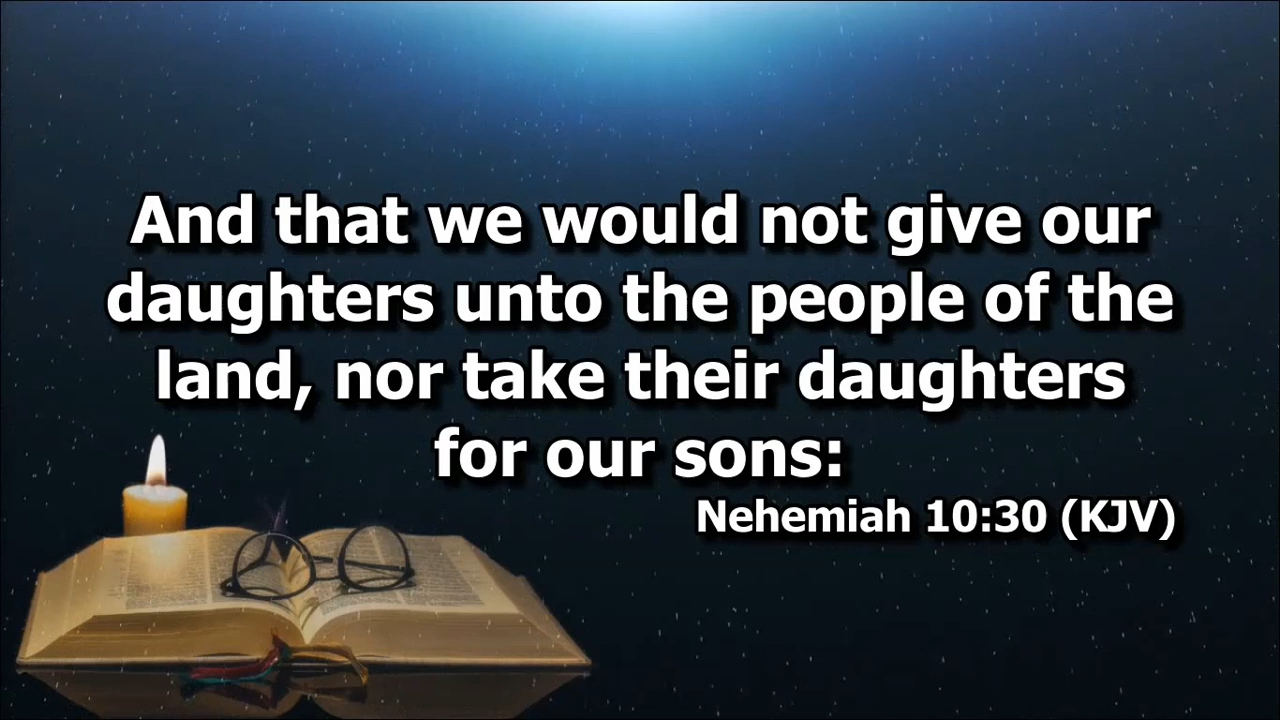 And that we would not give our
daughters unto the people of the
land, nor take their daughters
for our sons:
Nehemiah 10:30 (KJV)